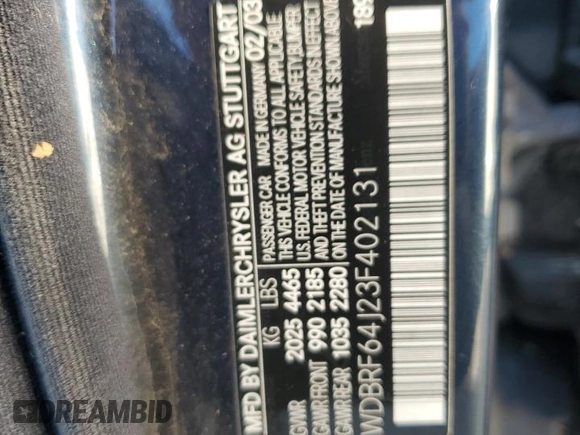 MFD BY DAIMLERCHRYSLER AG STUTTGART
MADE IN GERMANY 02/03
KG LBS PASSENGER CAR
THIS VEHICLE CONFORMS TO ALL APPLICABLE
GVWR 2025 4465 U.S. FEDERAL MOTOR VEHICLE SAFETY, BUMPER
GAWR FRONT 990 2185 AND THEFT PREVENTION STANDARDS IN EFFECT
GAWR REAR 1035 2280 ON THE DATE OF MANUFACTURE SHOWN ABOVE
WDBRF64J23F402131
DREAMBID